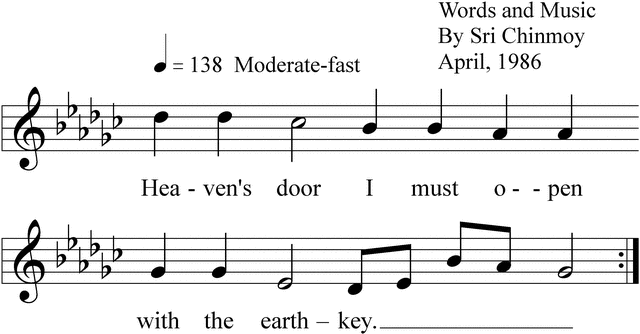 Words and Music
By Sri Chinmoy
April, 1986
= 138 Moderate-fast
Hea - ven's door I must o - - pen
with the earth – key.